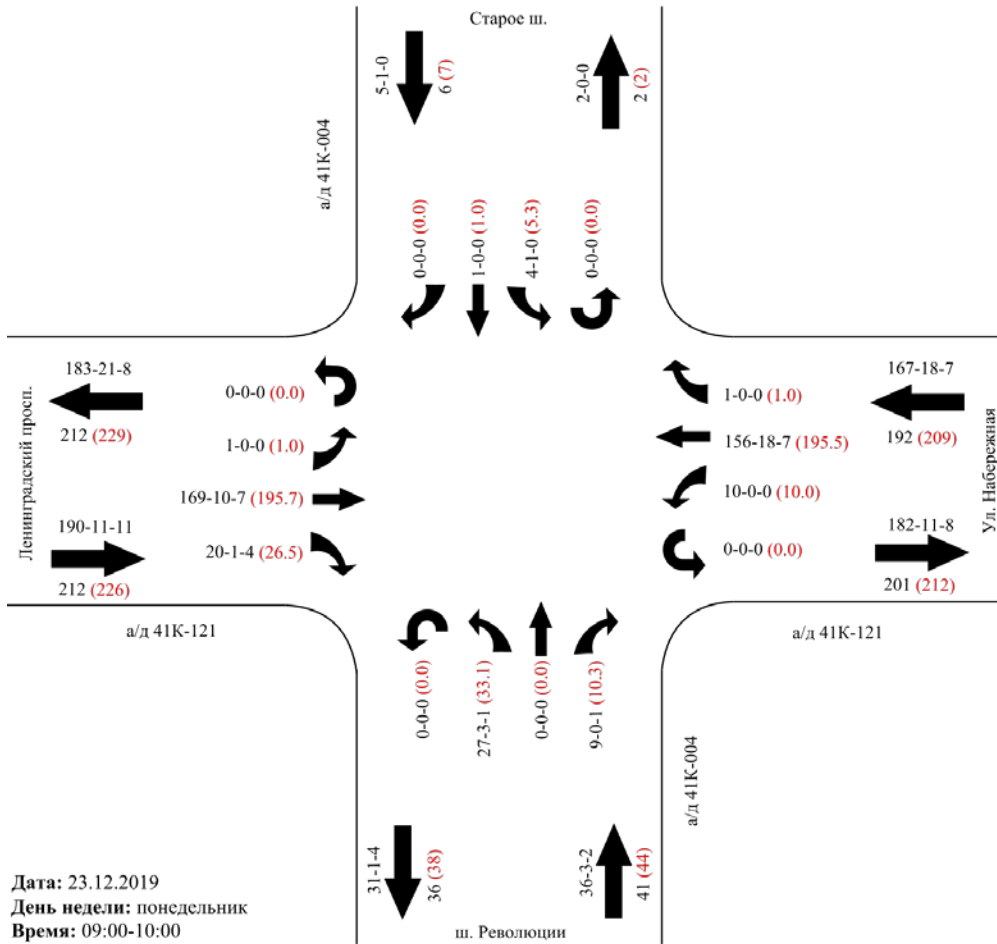 Старое ш.
5-1-0
6 (7)
2-0-0
2 (2)
а/д 41К-004
0-0-0 (0.0)
1-0-0 (1.0)
4-1-0 (5.3)
0-0-0 (0.0)
Ленинградский просп.
183-21-8
212 (229)
190-11-11
212 (226)
0-0-0 (0.0)
1-0-0 (1.0)
169-10-7 (195.7)
20-1-4 (26.5)
1-0-0 (1.0)
156-18-7 (195.5)
10-0-0 (10.0)
0-0-0 (0.0)
167-18-7
192 (209)
182-11-8
201 (212)
Ул. Набережная
а/д 41К-121
а/д 41К-121
0-0-0 (0.0)
27-3-1 (33.1)
0-0-0 (0.0)
9-0-1 (10.3)
а/д 41К-004
31-1-4
36 (38)
36-3-2
41 (44)
Дата: 23.12.2019
День недели: понедельник
Время: 09:00-10:00
ш. Революции